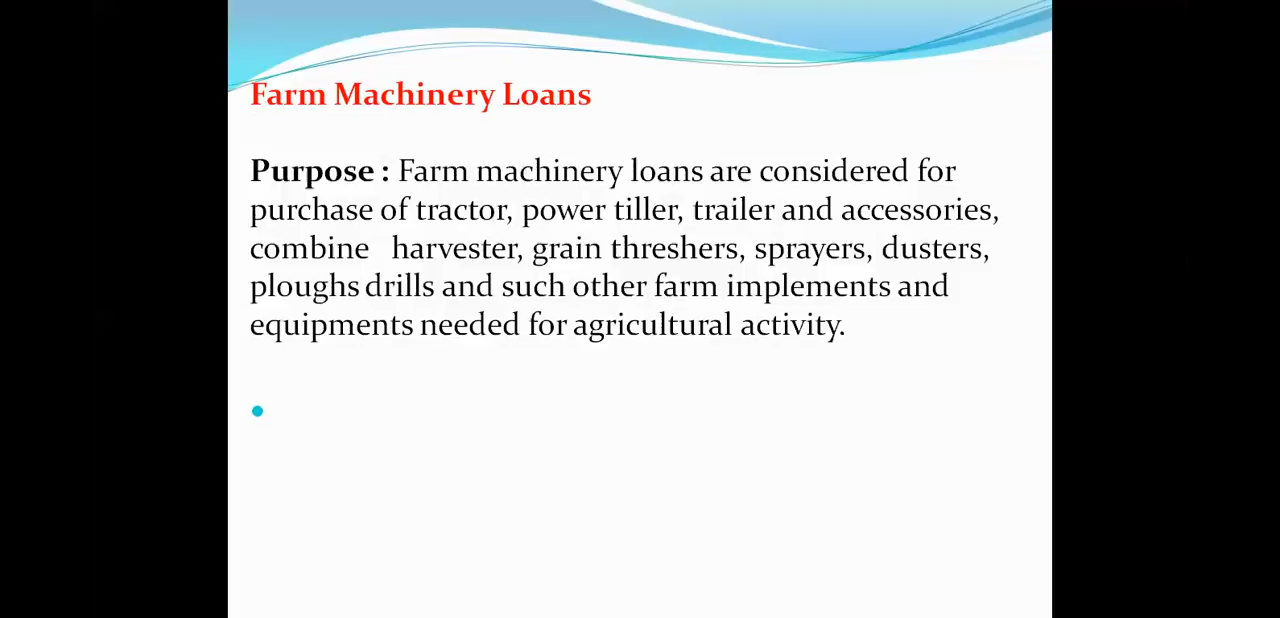 Farm Machinery Loans
Purpose : Farm machinery loans are considered for
purchase of tractor, power tiller, trailer and accessories,
combine harvester, grain threshers, sprayers, dusters,
ploughs drills and such other farm implements and
equipments needed for agricultural activity.